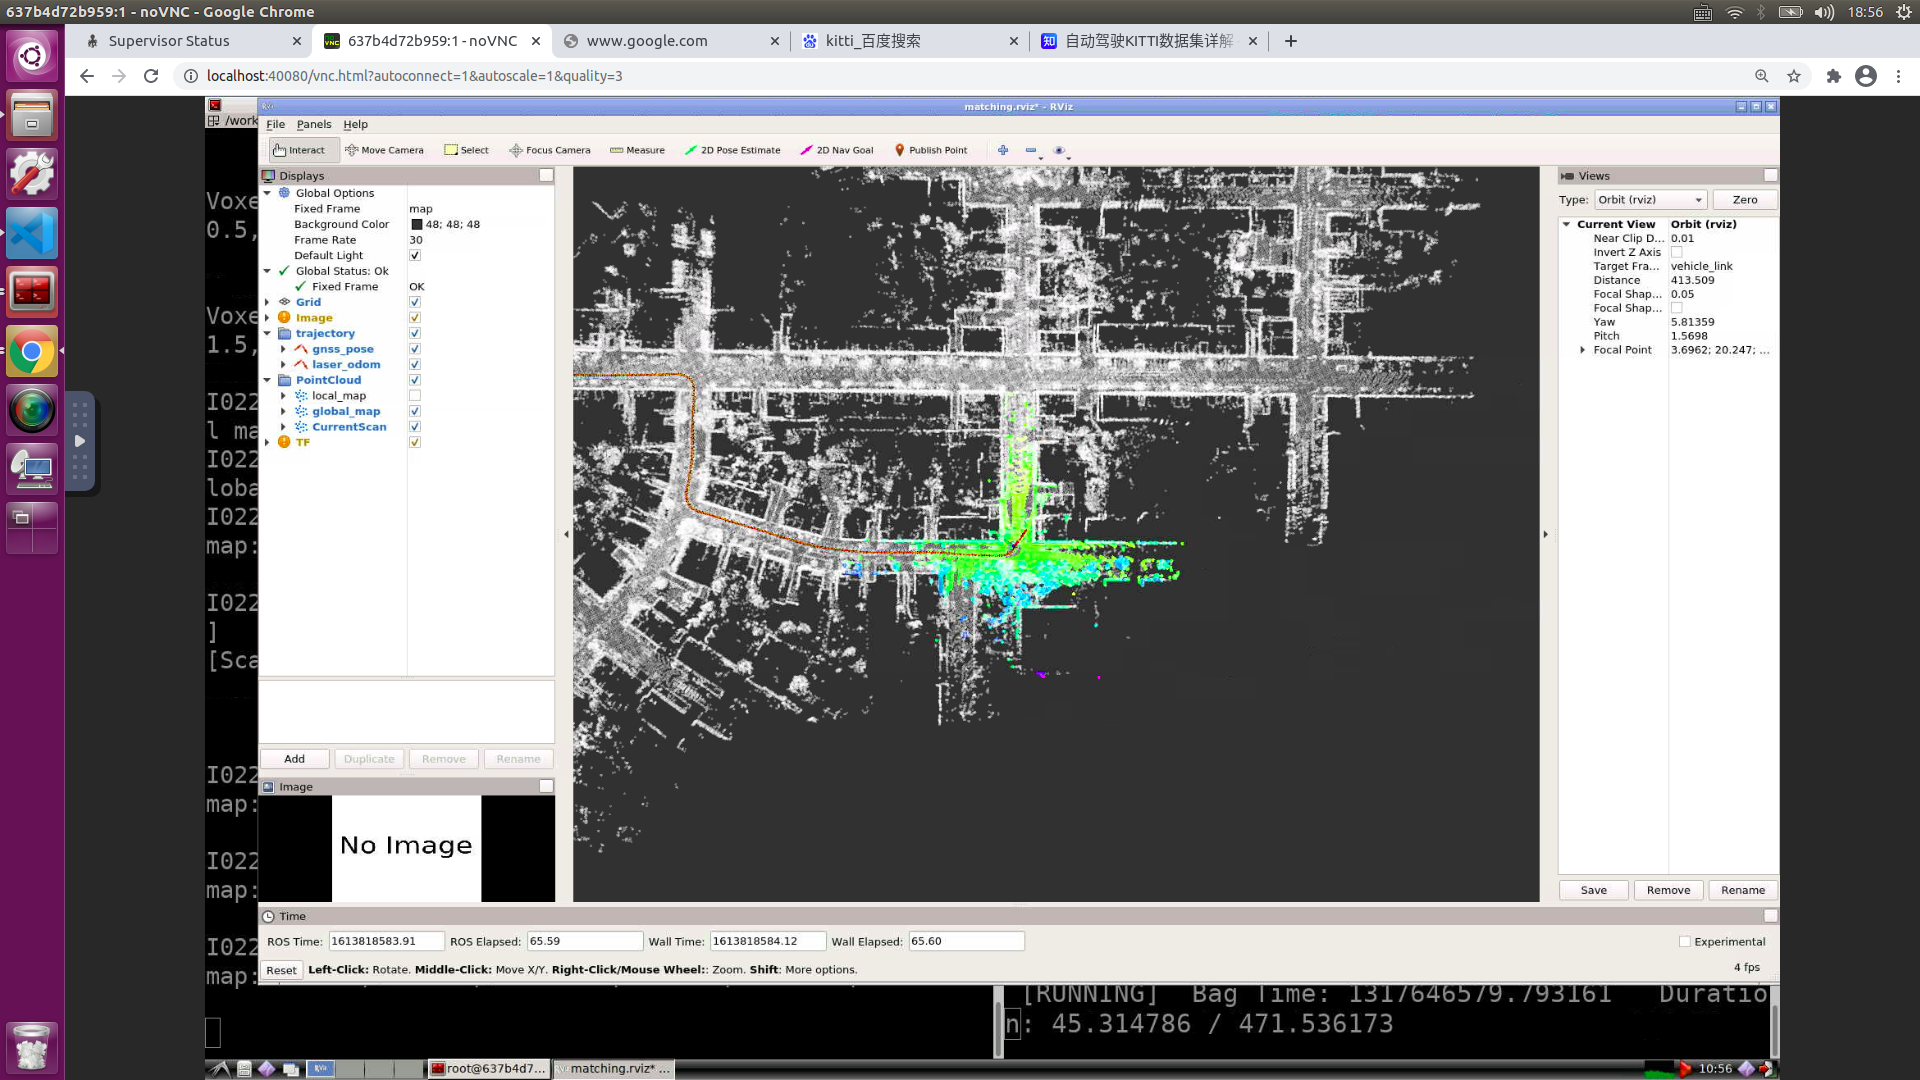 637b4d72b959:1 - noVNC - Google Chrome
18:56
Supervisor Status
637b4d72b959:1 - noVNC
www.google.com
kitti_百度搜索
自动驾驶KITTI数据集详解
localhost:40080/vnc.html?autoconnect=1&autoscale=1&quality=3
matching.rviz* - RViz
/work
File Panels Help
Interact Move Camera Select Focus Camera Measure 2D Pose Estimate 2D Nav Goal Publish Point
Displays
Global Options
Fixed Frame map
Background Color 48; 48; 48
Frame Rate 30
Default Light
Global Status: Ok
Fixed Frame OK
Grid
Image
trajectory
gnss_pose
laser_odom
PointCloud
local_map
global_map
CurrentScan
TF
Add Duplicate Remove Rename
Image
No Image
Views
Type: Orbit (rviz) Zero
Current View Orbit (rviz)
Near Clip D... 0.01
Invert Z Axis
Target Fra... vehicle_link
Distance 413.509
Focal Shap... 0.05
Focal Shap...
Yaw 5.81359
Pitch 1.5698
Focal Point 3.6962; 20.247; ...
Save Remove Rename
Voxe
0.5,
Voxe
1.5,
I022
l ma
I022
loba
I022
map:
I022
]
[Sca
I022
map:
I022
map:
I022
map:
Time
ROS Time: 1613818583.91 ROS Elapsed: 65.59 Wall Time: 1613818584.12 Wall Elapsed: 65.60
Experimental
Reset Left-Click: Rotate. Middle-Click: Move X/Y. Right-Click/Mouse Wheel:: Zoom. Shift: More options.
4 fps
[RUNNING] Bag Time: 1317646579.793161 Duratio
n: 45.314786 / 471.536173
RViz
root@637b4d7...
matching.rviz* ...
10:56